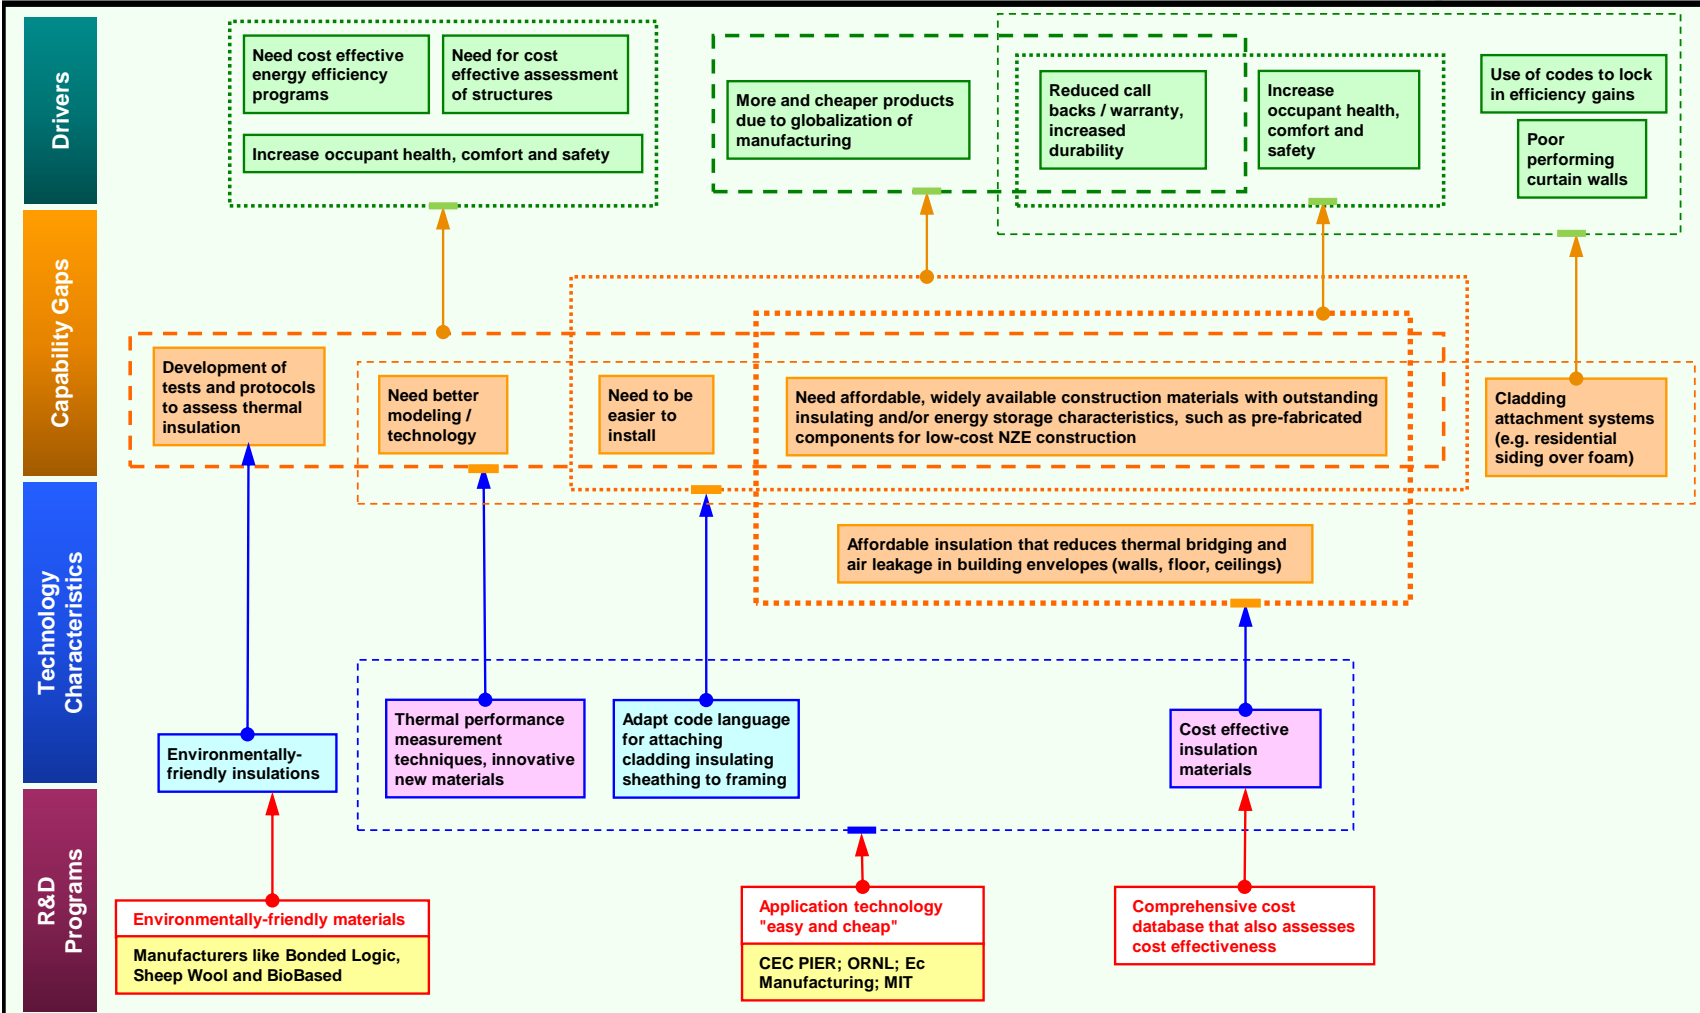 Drivers
Need cost effective
energy efficiency
programs
Need for cost
effective assessment
of structures
Increase occupant health, comfort and safety
More and cheaper products
due to globalization of
manufacturing
Reduced call
backs / warranty,
increased
durability
Increase
occupant health,
comfort and
safety
Use of codes to lock
in efficiency gains
Poor
performing
curtain walls
Capability Gaps
Development of
tests and protocols
to assess thermal
insulation
Need better
modeling /
technology
Need to be
easier to
install
Need affordable, widely available construction materials with outstanding
insulating and/or energy storage characteristics, such as pre-fabricated
components for low-cost NZE construction
Cladding
attachment systems
(e.g. residential
siding over foam)
Affordable insulation that reduces thermal bridging and
air leakage in building envelopes (walls, floor, ceilings)
Technology
Characteristics
Environmentally-
friendly insulations
Thermal performance
measurement
techniques, innovative
new materials
Adapt code language
for attaching
cladding insulating
sheathing to framing
Cost effective
insulation
materials
R&D
Programs
Environmentally-friendly materials
Manufacturers like Bonded Logic,
Sheep Wool and BioBased
Application technology
"easy and cheap"
CEC PIER; ORNL; Ec
Manufacturing; MIT
Comprehensive cost
database that also assesses
cost effectiveness